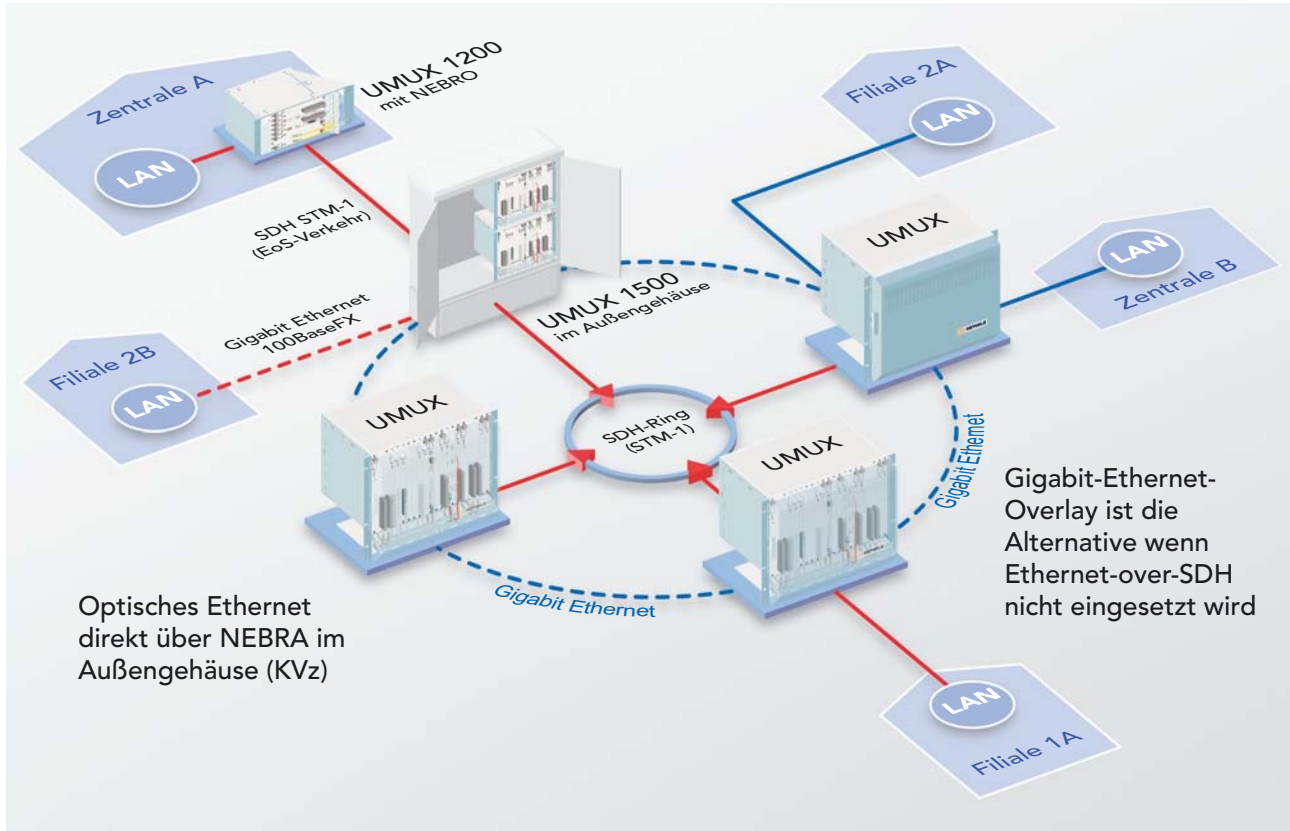 Zentrale A
LAN
UMUX 1200
mit NEBRO
SDH STM-1
(EoS-Verkehr)
Filiale 2A
LAN
UMUX
LAN
Zentrale B
UMUX 1500
im Außengehäuse
Gigabit Ethernet
100BaseFX
Filiale 2B
LAN
UMUX
SDH-Ring
(STM-1)
UMUX
Gigabit Ethernet
Gigabit Ethernet
Gigabit-Ethernet-
Overlay ist die
Alternative wenn
Ethernet-over-SDH
nicht eingesetzt wird
Optisches Ethernet
direkt über NEBRA im
Außengehäuse (KVz)
LAN
Filiale 1A